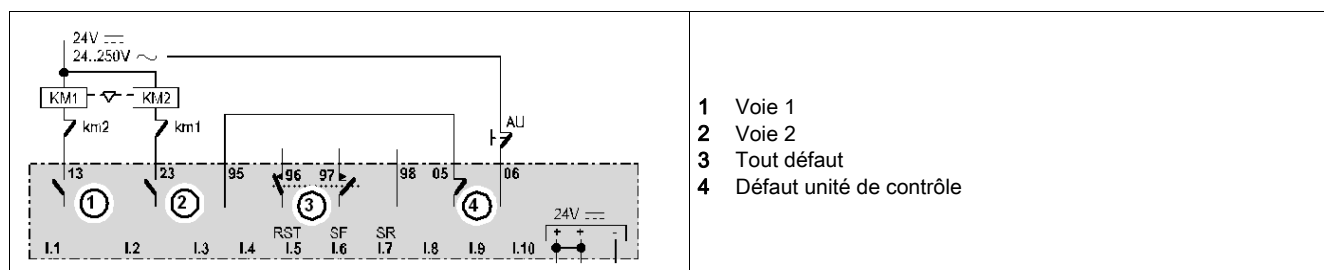 24V
24..250V
KM1 KM2
km2 km1 AU
13 23 95 96 97 98 05 06
1 2 3 4
24V
RST SF SR + + -
I.1 I.2 I.3 I.4 I.5 I.6 I.7 I.8 I.9 I.10
1 Voie 1
2 Voie 2
3 Tout défaut
4 Défaut unité de contrôle